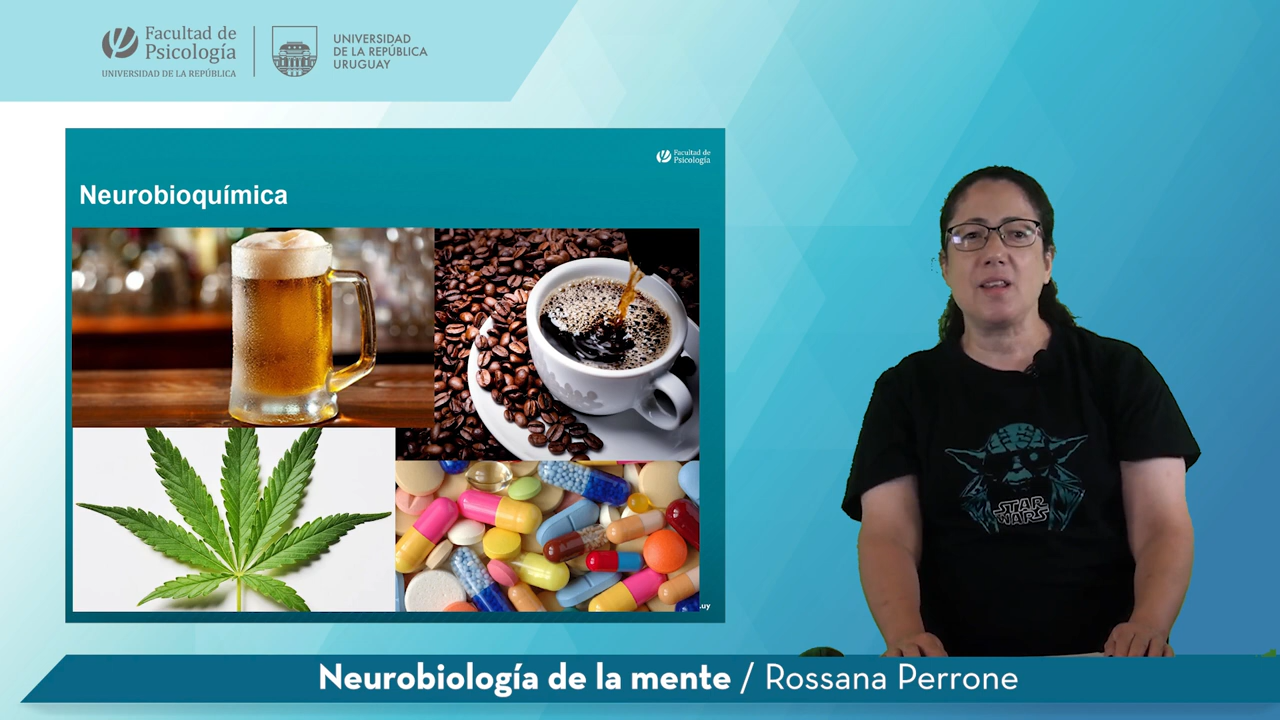 Facultad de
Psicología
UNIVERSIDAD DE LA REPÚBLICA
UNIVERSIDAD
DE LA REPÚBLICA
URUGUAY
Facultad de
Psicología
Neurobioquímica
.uy
STAR
WARS
Neurobiología de la mente / Rossana Perrone